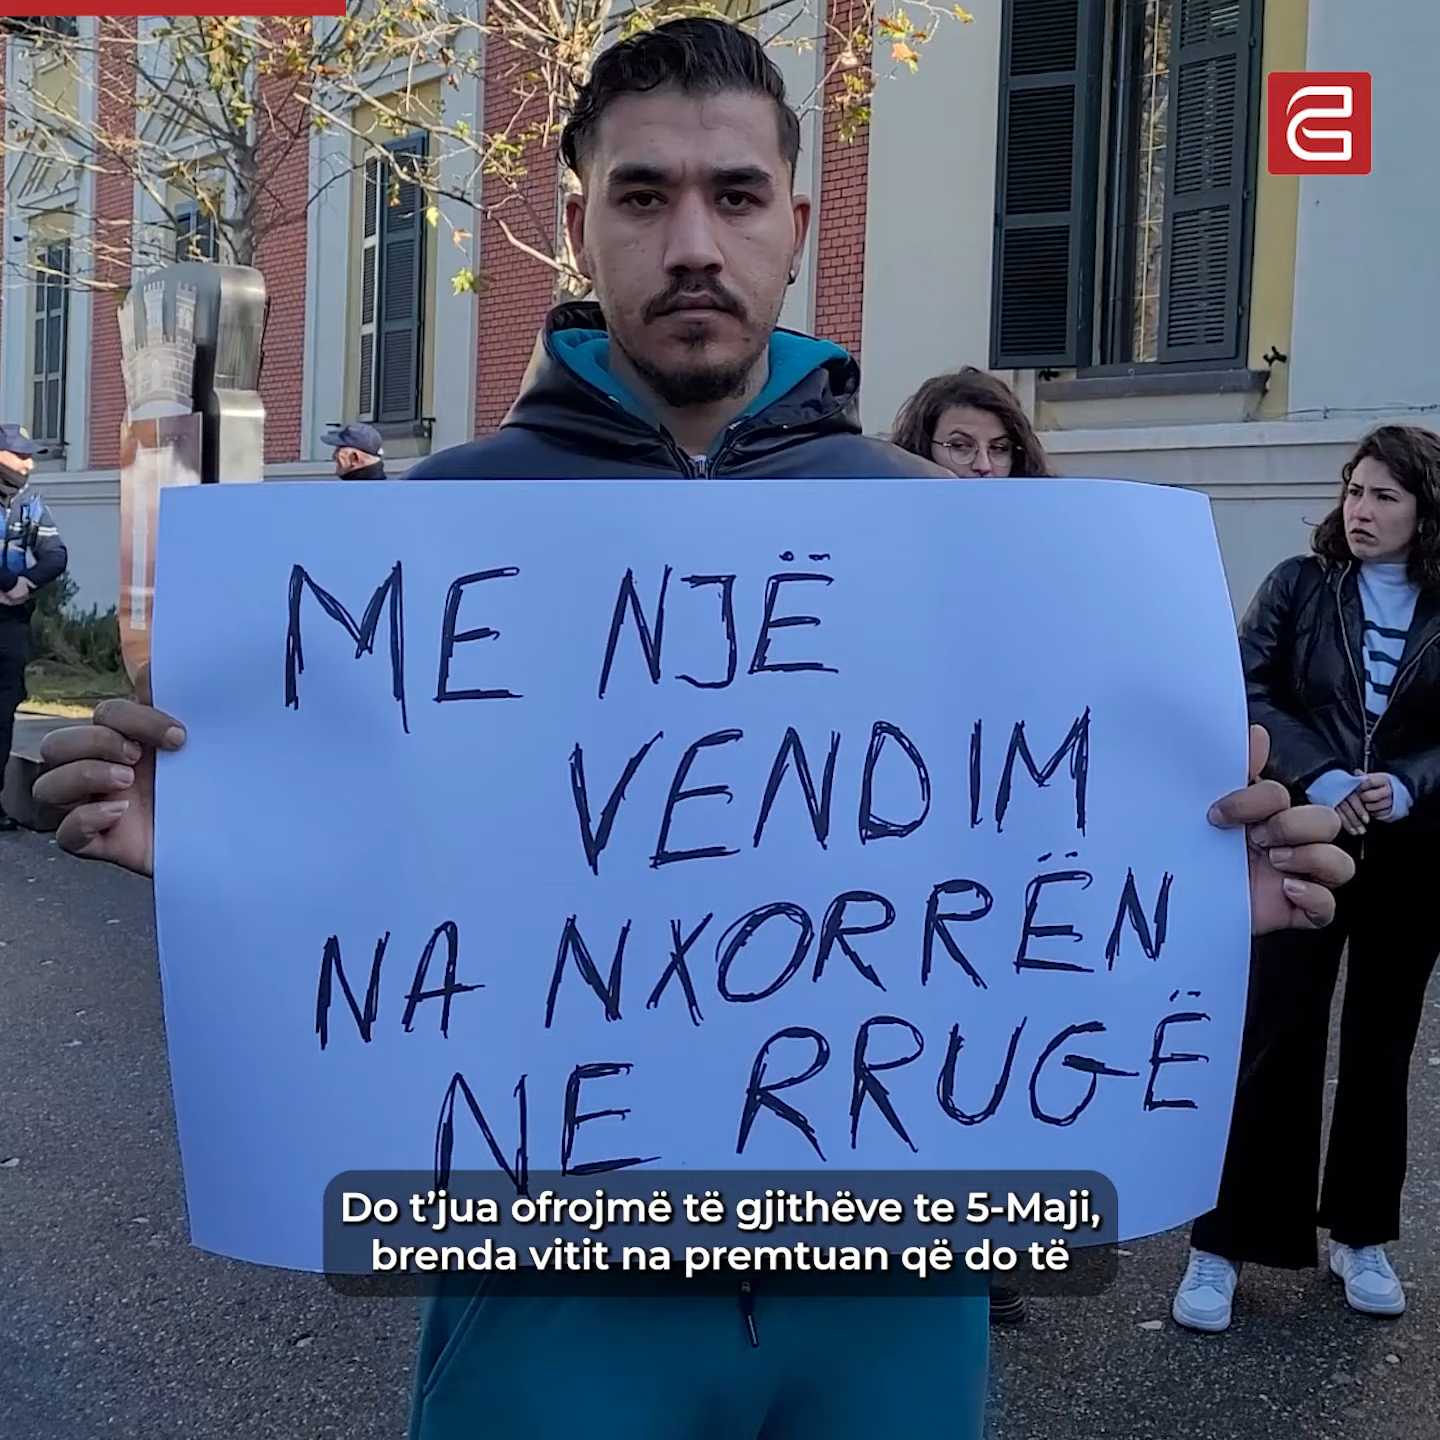 ME NJË
VENDIM
NA NXORRËN
NE RRUGË
Do t’jua ofrojmë të gjithëve te 5-Maji,
brenda vitit na premtuan që do të